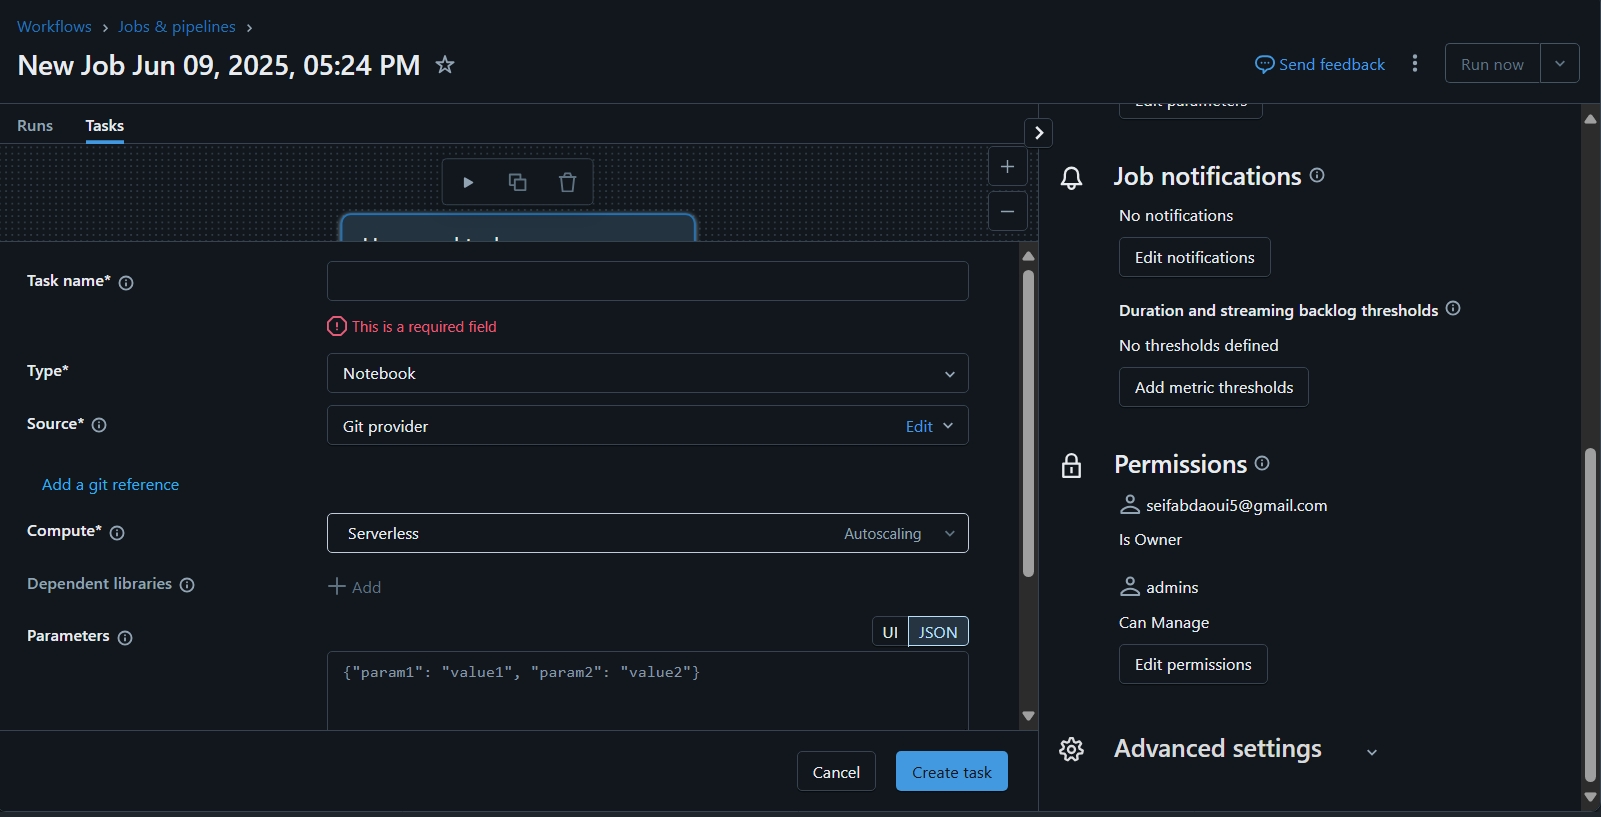 Workflows › Jobs & pipelines ›
New Job Jun 09, 2025, 05:24 PM
Send feedback
Run now
Runs
Tasks
Task name*
This is a required field
Type*
Notebook
Source*
Git provider
Edit
Add a git reference
Compute*
Serverless
Autoscaling
Dependent libraries
+ Add
Parameters
UI
JSON
{"param1": "value1", "param2": "value2"}
Cancel
Create task
Edit parameters
Job notifications
No notifications
Edit notifications
Duration and streaming backlog thresholds
No thresholds defined
Add metric thresholds
Permissions
seifabdaoui5@gmail.com
Is Owner
admins
Can Manage
Edit permissions
Advanced settings